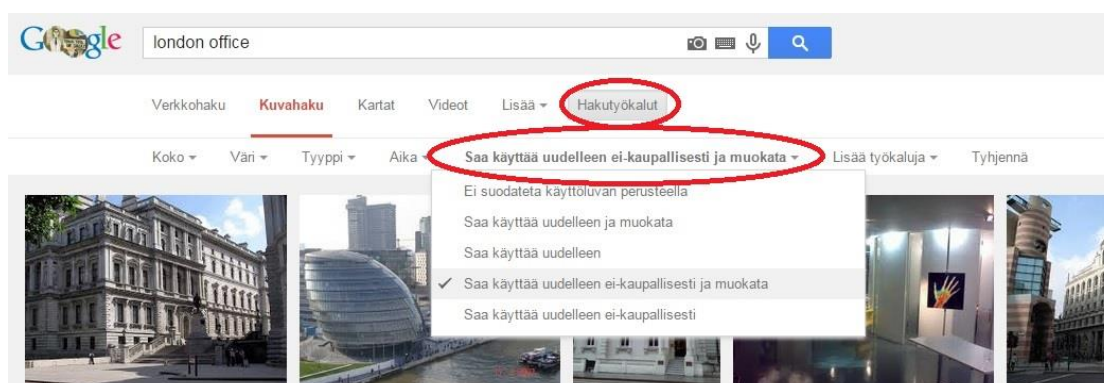 Google
london office
Verkkohaku Kuvahaku Kartat Videot Lisää Hakutyökalut
Koko Väri Tyyppi Aika Saa käyttää uudelleen ei-kaupallisesti ja muokata Lisää työkaluja Tyhjennä
Ei suodateta käyttöluvan perusteella
Saa käyttää uudelleen ja muokata
Saa käyttää uudelleen
Saa käyttää uudelleen ei-kaupallisesti ja muokata
Saa käyttää uudelleen ei-kaupallisesti